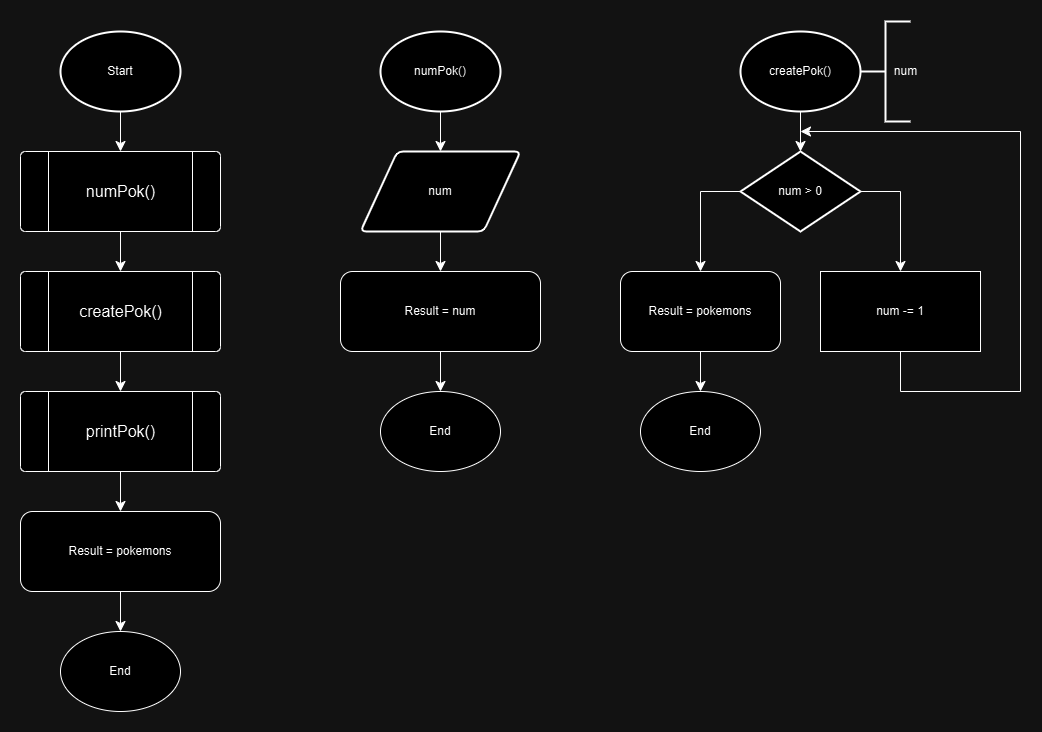 Start
numPok()
createPok()
printPok()
Result = pokemons
End
numPok()
num
Result = num
End
createPok()
num
num > 0
Result = pokemons
num -= 1
End